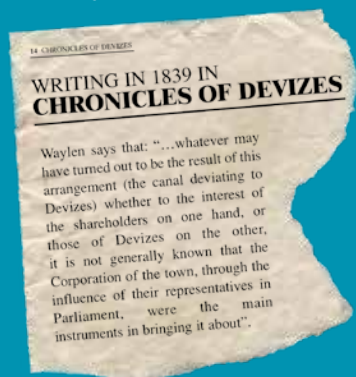 14 CHRONICLES OF DEVIZES
WRITING IN 1839 IN
CHRONICLES OF DEVIZES
Waylen says that: “…whatever may
have turned out to be the result of this
arrangement (the canal deviating to
Devizes) whether to the interest of
the shareholders on one hand, or
those of Devizes on the other,
it is not generally known that the
Corporation of the town, through the
influence of their representatives in
Parliament, were the main
instruments in bringing it about”.